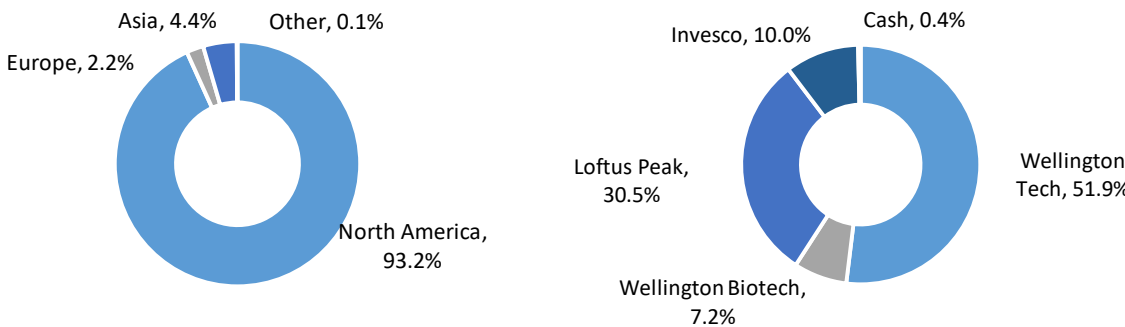 Asia, 4.4%
Other, 0.1%
Europe, 2.2%
North America,
93.2%
Cash, 0.4%
Invesco, 10.0%
Loftus Peak,
30.5%
Wellington
Tech, 51.9%
Wellington Biotech,
7.2%